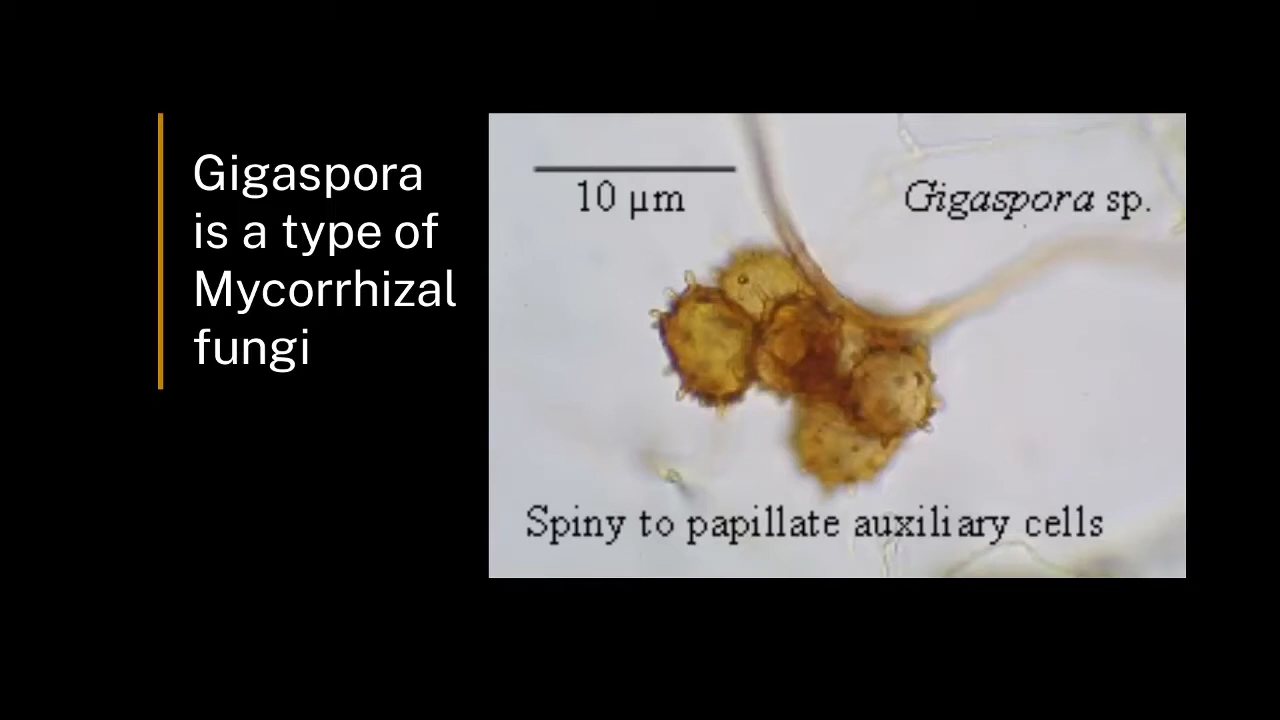 Gigaspora
is a type of
Mycorrhizal
fungi
10 µm
Gigaspora sp.
Spiny to papillate auxiliary cells